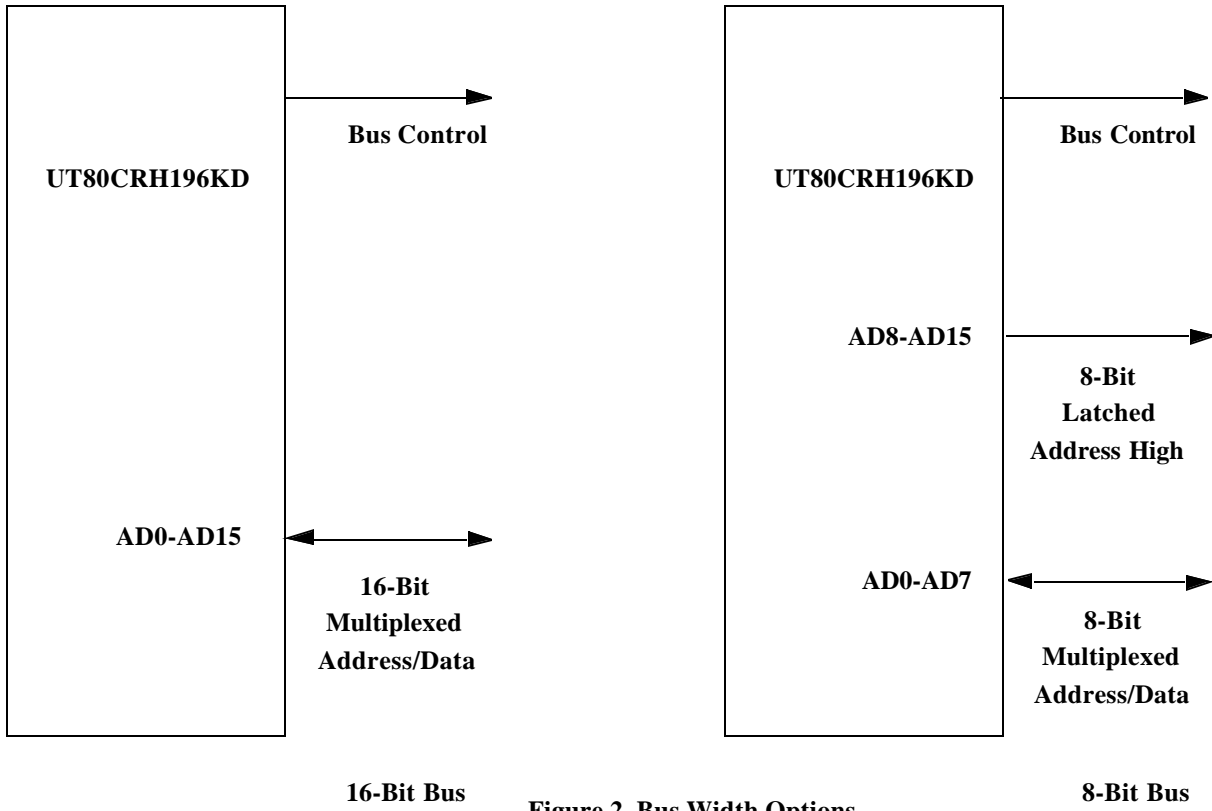 Bus Control
UT80CRH196KD
AD0-AD15
16-Bit
Multiplexed
Address/Data
16-Bit Bus
Bus Control
UT80CRH196KD
AD8-AD15
8-Bit
Latched
Address High
AD0-AD7
8-Bit
Multiplexed
Address/Data
8-Bit Bus
Figure 2. Bus Width Options